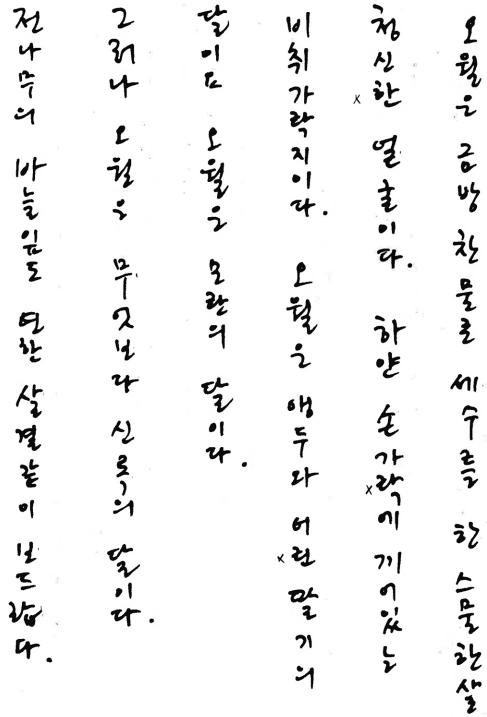 오월은 금방 찬 물로 세수를 한 스물한 살
청신한 얼굴이다. 하얀 손가락에 끼어있는
비취가락지이다. 오월은 앵두와 어린 딸기의
달이요 오월은 모란의 달이다.
그러나 오월은 무엇보다 신록의 달이다.
전나무의 바늘잎도 연한 살결같이 보드랍다.